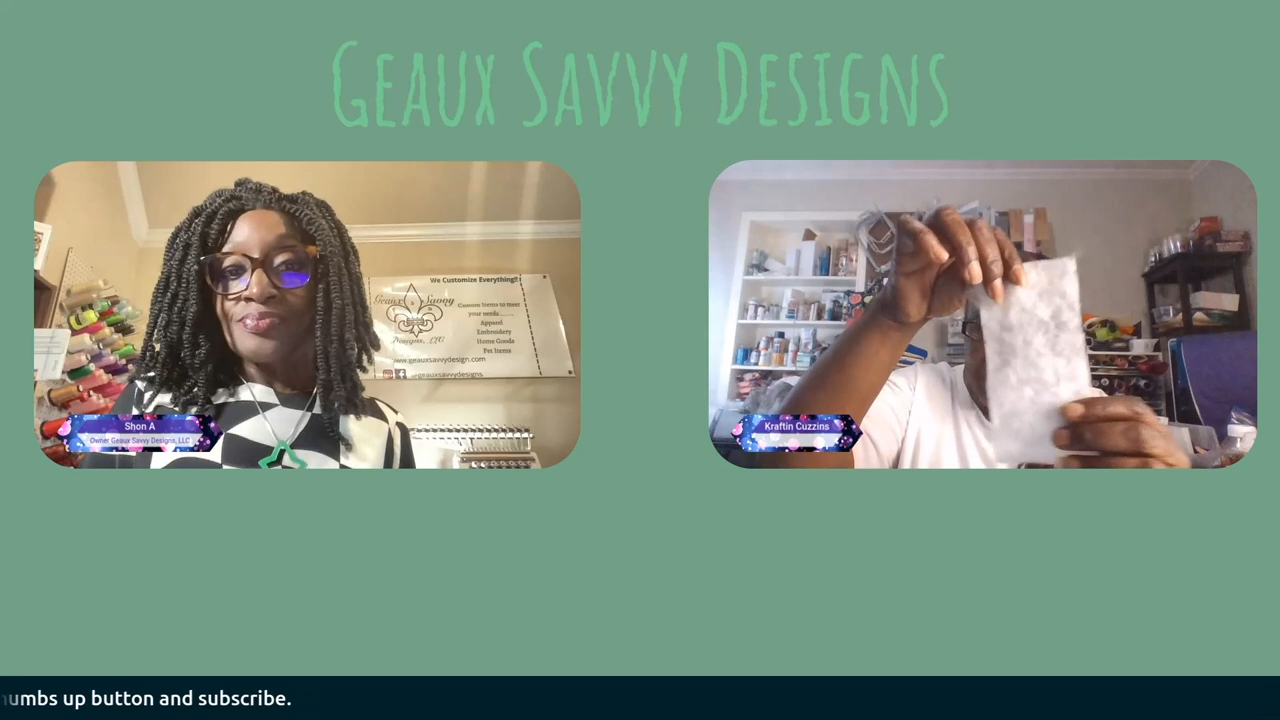 Geaux Savvy Designs
We Customize Everything!!
Geaux Savvy
Designs, LLC
Custom Items to meet
your needs........
Apparel
Embroidery
Home Goods
Pet Items
www.geauxsavvydesign.com
@geauxsavvydesigns
Shon A
Owner Geaux Savvy Designs, LLC
Kraftin Cuzzins
up button and subscribe.